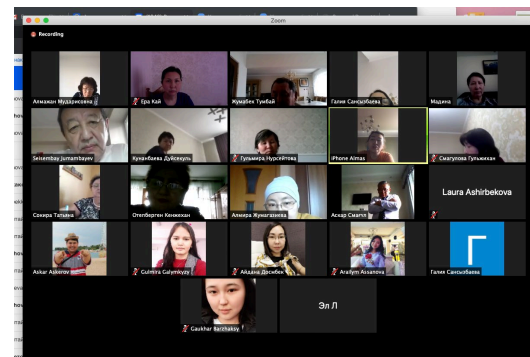 Zoom
Recording
Алмажан Мударисовна
Ера Кай
Жумабек Тумбай
Галия Сансызбаева
Мадина
Seisembay Jumambayev
Кунанбаева Дуйсекуль
Гульмира Нурсейтова
iPhone Almas
Смагулова Гульжихан
Сокира Татьяна
Отепберген Кенжехан
Алмира Жумагазиева
Аскар Смагул
Laura Ashirbekova
Askar Askerov
Gulmira Galymkyzy
Айдана Досибек
Arailym Assanova
Г
Галия Сансызбаева
Gaukhar Barzhaksy
Эл Л